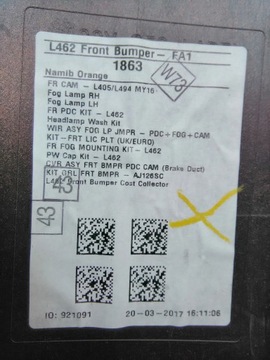 L462 Front Bumper - FA1
1863
W73
Namib Orange
FR CAM - L405/L494 MY16-
Fog Lamp RH
Fog Lamp LH
FR PDC KIT - L462
Headlamp Wash Kit
WIR ASY FOG LP JMPR - PDC+FOG+CAM
KIT-FRT LIC PLT (UK/EURO)
FR FOG MOUNTING KIT - L462
PW Cap Kit - L462
CVR ASY FRT BMPR PDC CAM (Brake Dust)
KIT GRL FRT BMPR - AJ126SC
L462 Front Bumper Cost Collector
43
43
ID: 921091
20-03-2017 16:11:06